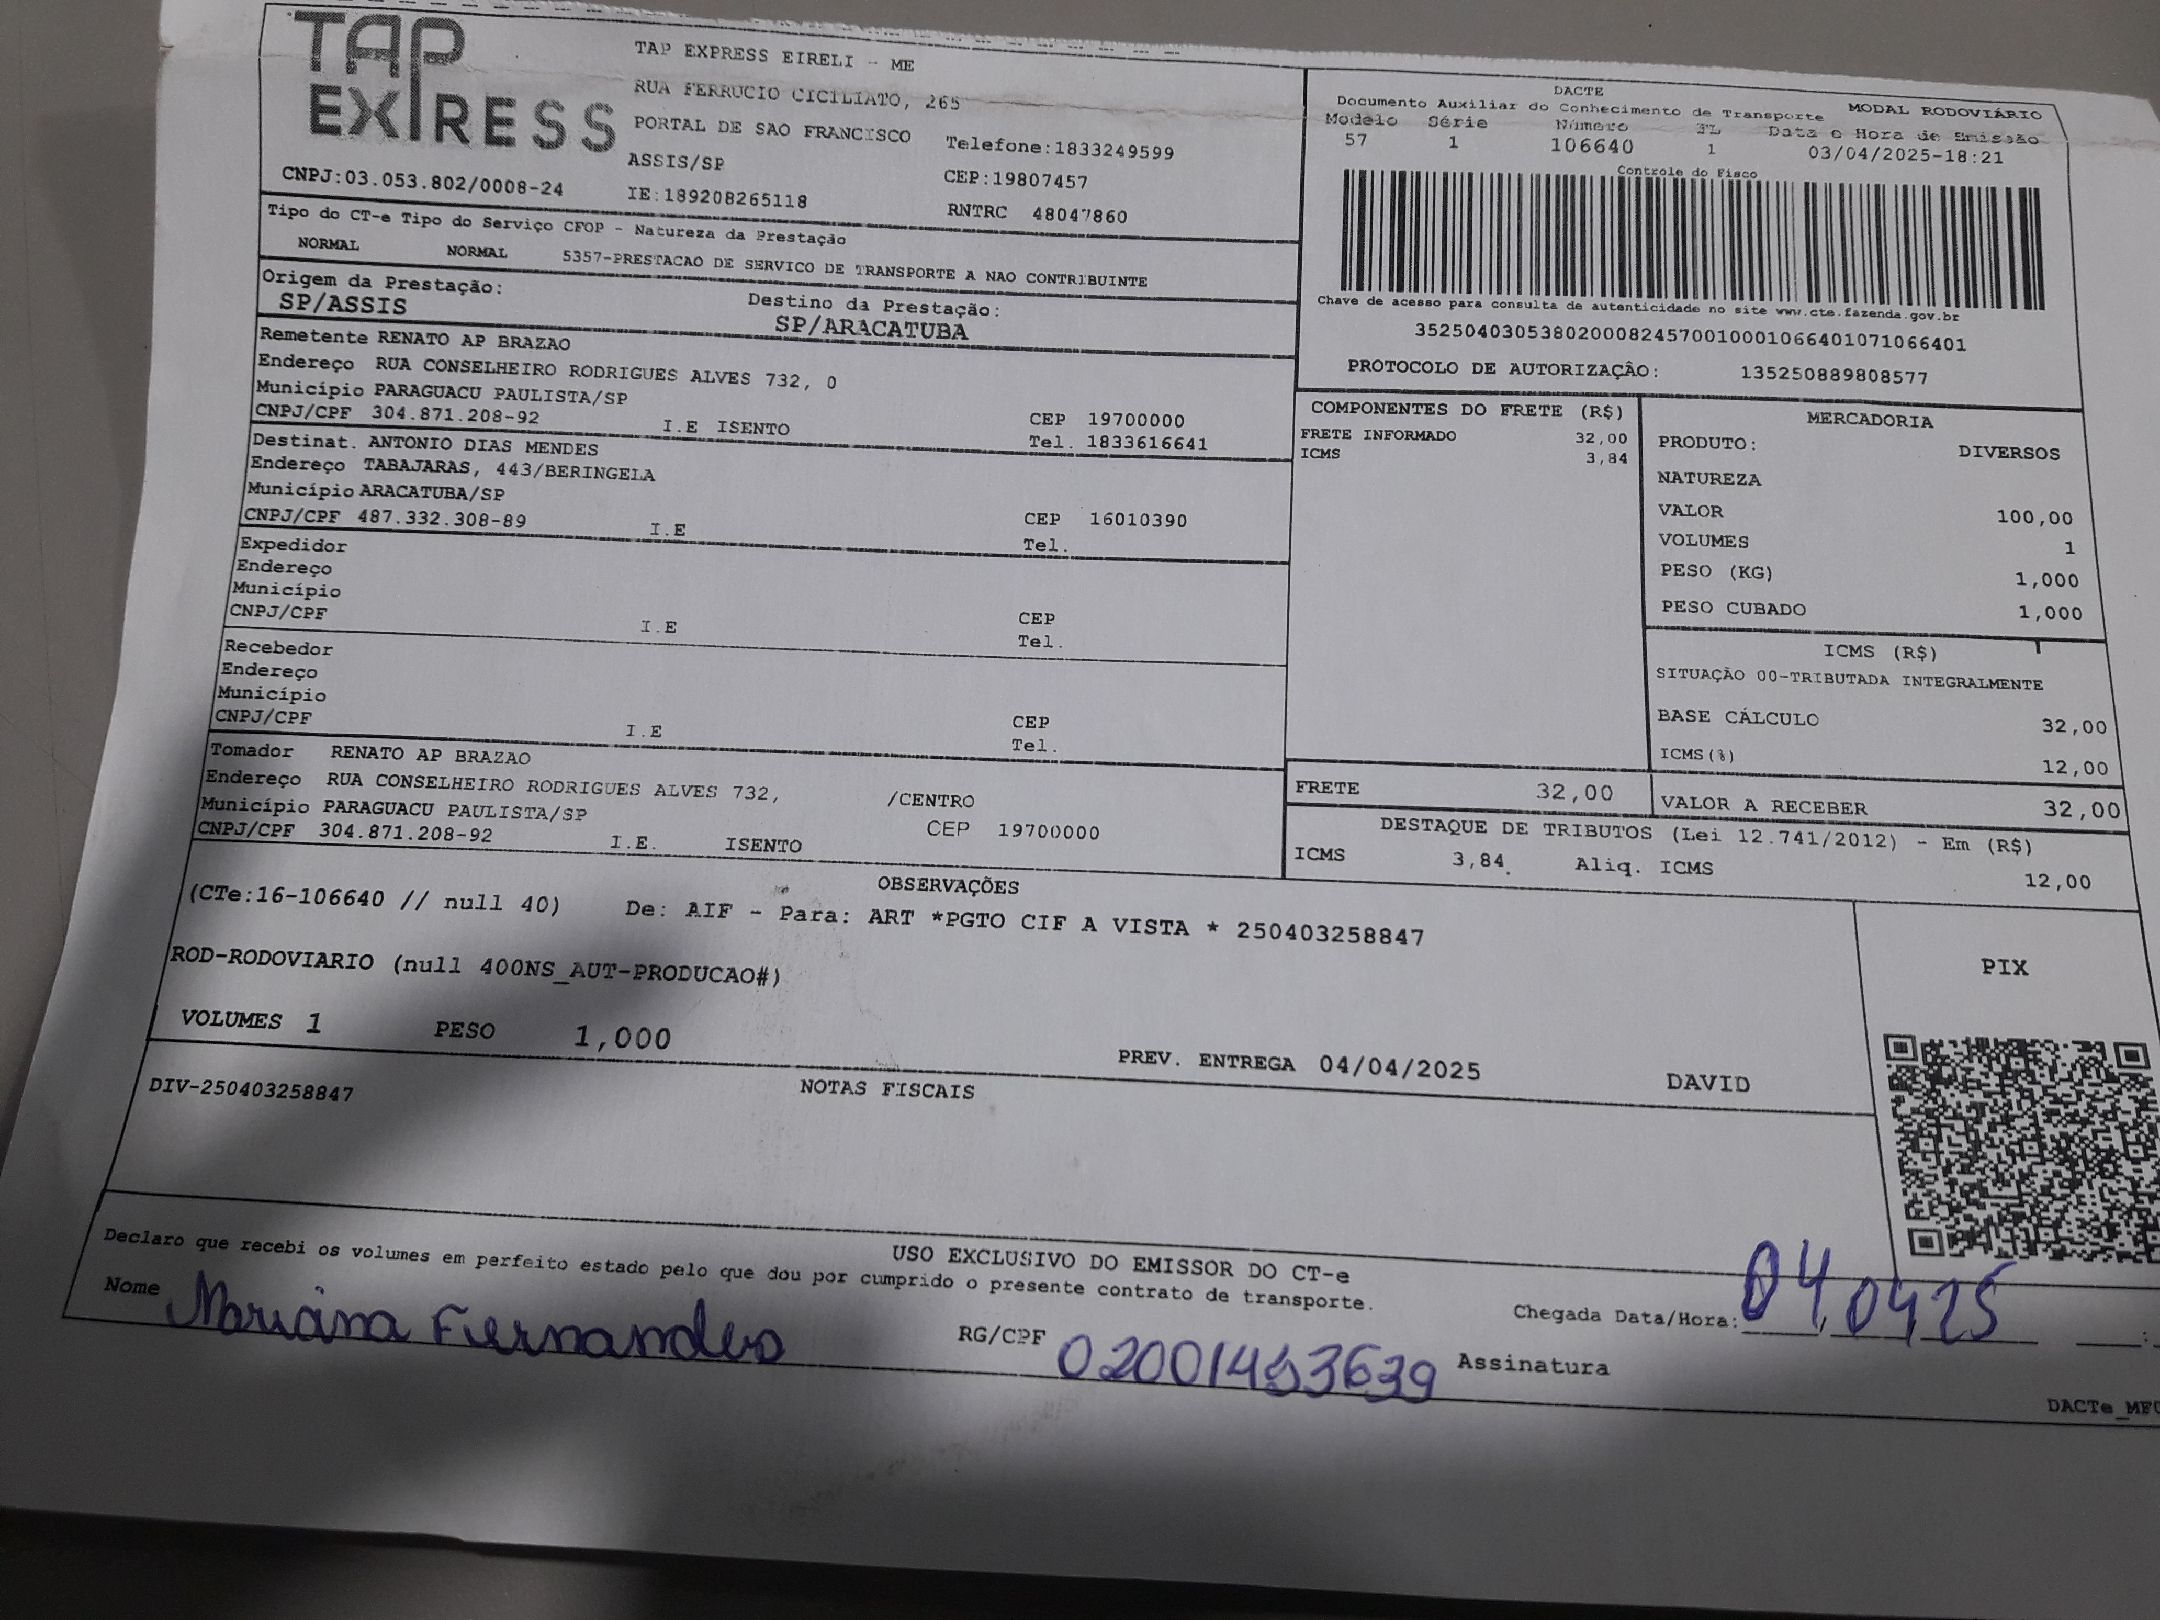 TAP
EXPRESS
CNPJ:03.053.802/0008-24
TAP EXPRESS EIRELI - ME
RUA FERRUCIO CICILIATO, 265
PORTAL DE SAO FRANCISCO
ASSIS/SP
IE:189208265118
Telefone:1833249599
CEP:19807457
RNTRC 48047860
DACTE
Documento Auxiliar do Conhecimento de Transporte
MODAL RODOVIÁRIO
Modelo Série Número FL Data e Hora de Emissão
57 1 106640 1 03/04/2025-18:21
Controle do Fisco
Chave de acesso para consulta de autenticidade no site www.cte.fazenda.gov.br
35250403053802000824570010001066401071066401
PROTOCOLO DE AUTORIZAÇÂO: 135250889808577
Tipo do CT-e Tipo do Serviço CFOP - Natureza da Prestação
NORMAL NORMAL 5357-PRESTACAO DE SERVICO DE TRANSPORTE A NAO CONTRIBUINTE
Origem da Prestação: Destino da Prestação:
SP/ASSIS SP/ARACATUBA
Remetente RENATO AP BRAZAO
Endereço RUA CONSELHEIRO RODRIGUES ALVES 732, 0
Município PARAGUACU PAULISTA/SP CEP 19700000
CNPJ/CPF 304.871.208-92 I.E ISENTO Tel. 1833616641
Destinat. ANTONIO DIAS MENDES
Endereço TABAJARAS, 443/BERINGELA
Município ARACATUBA/SP CEP 16010390
CNPJ/CPF 487.332.308-89 I.E Tel.
Expedidor
Endereço
Município CEP
CNPJ/CPF I.E Tel.
Recebedor
Endereço
Município CEP
CNPJ/CPF I.E Tel.
Tomador RENATO AP BRAZAO
Endereço RUA CONSELHEIRO RODRIGUES ALVES 732, /CENTRO
Município PARAGUACU PAULISTA/SP CEP 19700000
CNPJ/CPF 304.871.208-92 I.E. ISENTO
COMPONENTES DO FRETE (R$)
FRETE INFORMADO 32,00
ICMS 3,84
MERCADORIA
PRODUTO: DIVERSOS
NATUREZA
VALOR 100,00
VOLUMES 1
PESO (KG) 1,000
PESO CUBADO 1,000
ICMS (R$)
SITUAÇÃO 00-TRIBUTADA INTEGRALMENTE
BASE CÁLCULO 32,00
ICMS(%) 12,00
FRETE 32,00 VALOR A RECEBER 32,00
DESTAQUE DE TRIBUTOS (Lei 12.741/2012) - Em (R$)
ICMS 3,84 Aliq. ICMS 12,00
OBSERVAÇÕES
(CTe:16-106640 // null 40) De: AIF - Para: ART *PGTO CIF A VISTA * 250403258847
ROD-RODOVIARIO (null 400NS_AUT-PRODUCAO#)
VOLUMES 1 PESO 1,000 PREV. ENTREGA 04/04/2025 DAVID
PIX
NOTAS FISCAIS
DIV-250403258847
USO EXCLUSIVO DO EMISSOR DO CT-e
Declaro que recebi os volumes em perfeito estado pelo que dou por cumprido o presente contrato de transporte.
Chegada Data/Hora: 04,04,25
Nome Mariana Fernandes RG/CPF 02001453639 Assinatura